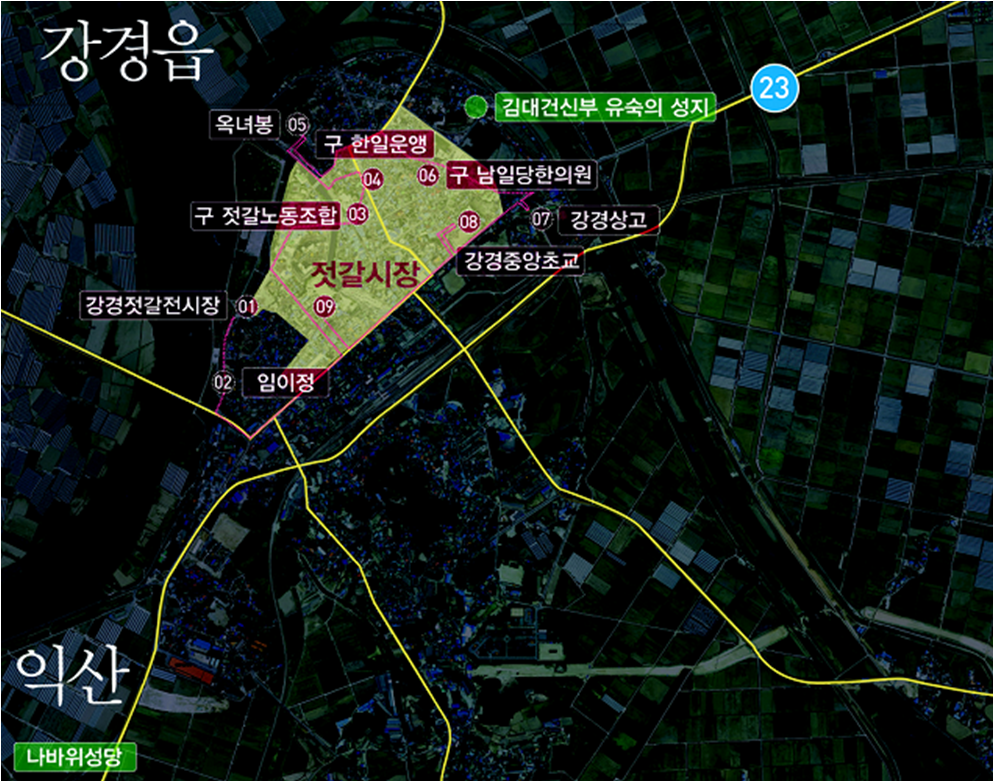 강경읍
23
김대건신부 유숙의 성지
옥녀봉 05
구 한일운앵
04
06 구 남일당한의원
구 젓갈노동조합 03
08
07 강경상고
강경중앙초교
젓갈시장
강경젓갈전시장 01
09
02 임이정
익산
나바위성당